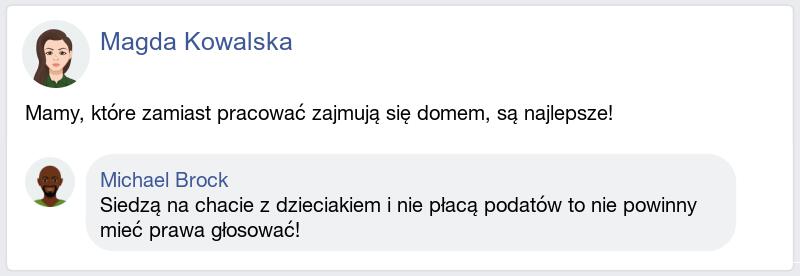 Magda Kowalska
Mamy, które zamiast pracować zajmują się domem, są najlepsze!
Michael Brock
Siedzą na chacie z dzieciakiem i nie płacą podatów to nie powinny
mieć prawa głosować!